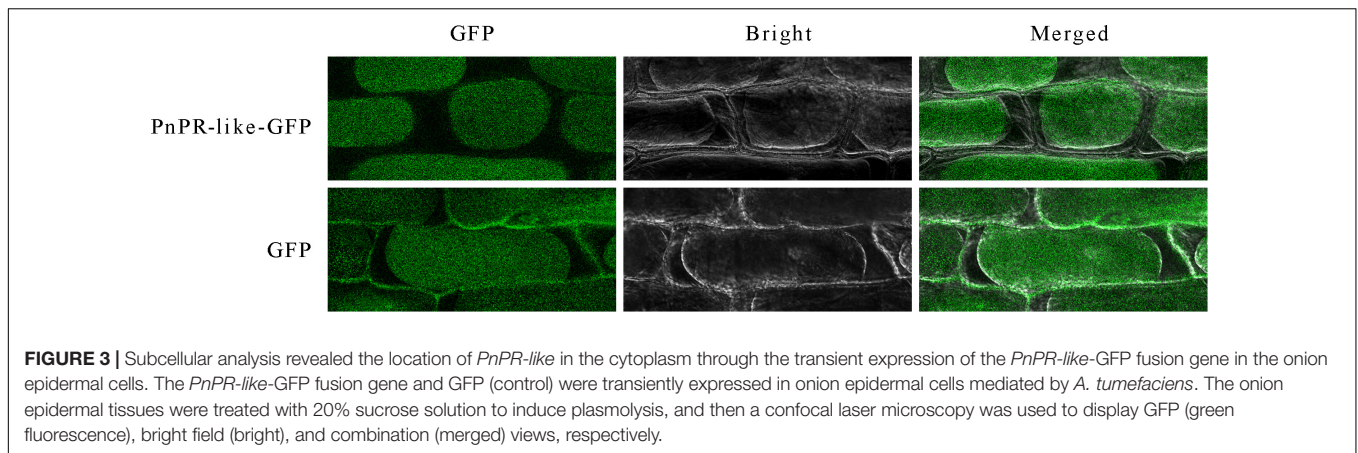 GFP Bright Merged
PnPR-like-GFP
GFP
FIGURE 3 | Subcellular analysis revealed the location of PnPR-like in the cytoplasm through the transient expression of the PnPR-like-GFP fusion gene in the onion
epidermal cells. The PnPR-like-GFP fusion gene and GFP (control) were transiently expressed in onion epidermal cells mediated by A. tumefaciens. The onion
epidermal tissues were treated with 20% sucrose solution to induce plasmolysis, and then a confocal laser microscopy was used to display GFP (green
fluorescence), bright field (bright), and combination (merged) views, respectively.